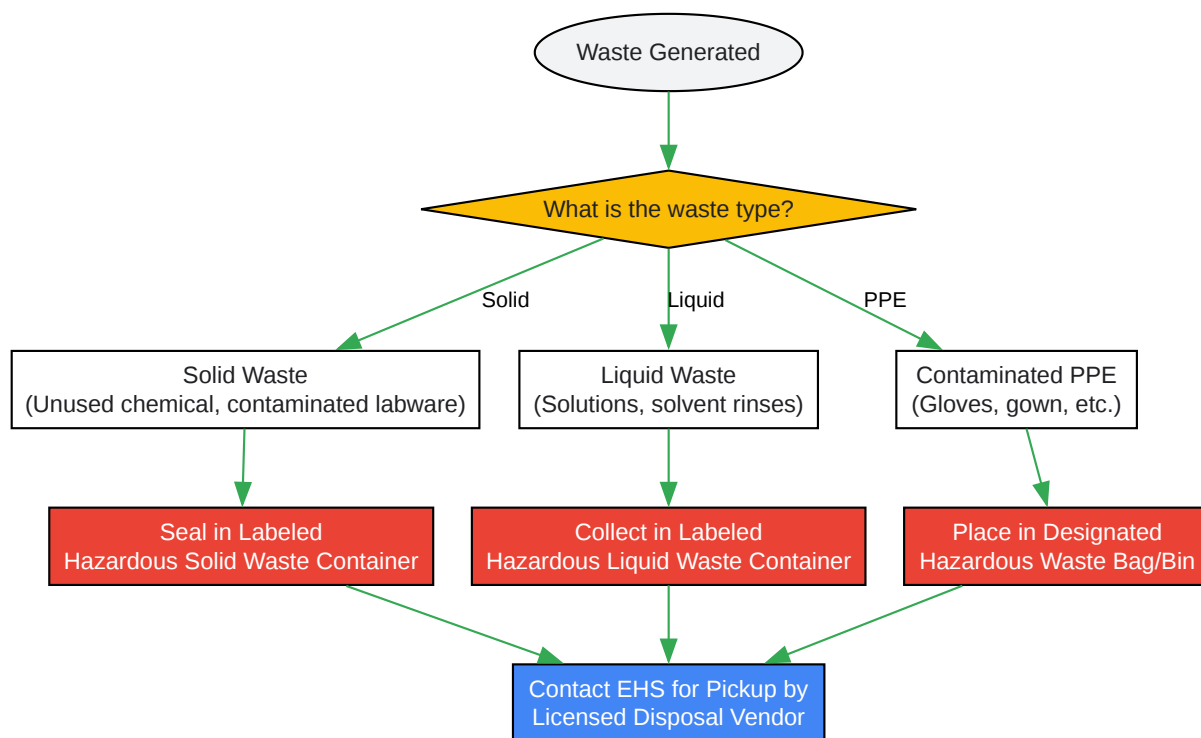 Waste Generated
What is the waste type?
Solid
Liquid
PPE
Solid Waste
(Unused chemical, contaminated labware)
Liquid Waste
(Solutions, solvent rinses)
Contaminated PPE
(Gloves, gown, etc.)
Seal in Labeled
Hazardous Solid Waste Container
Collect in Labeled
Hazardous Liquid Waste Container
Place in Designated
Hazardous Waste Bag/Bin
Contact EHS for Pickup by
Licensed Disposal Vendor